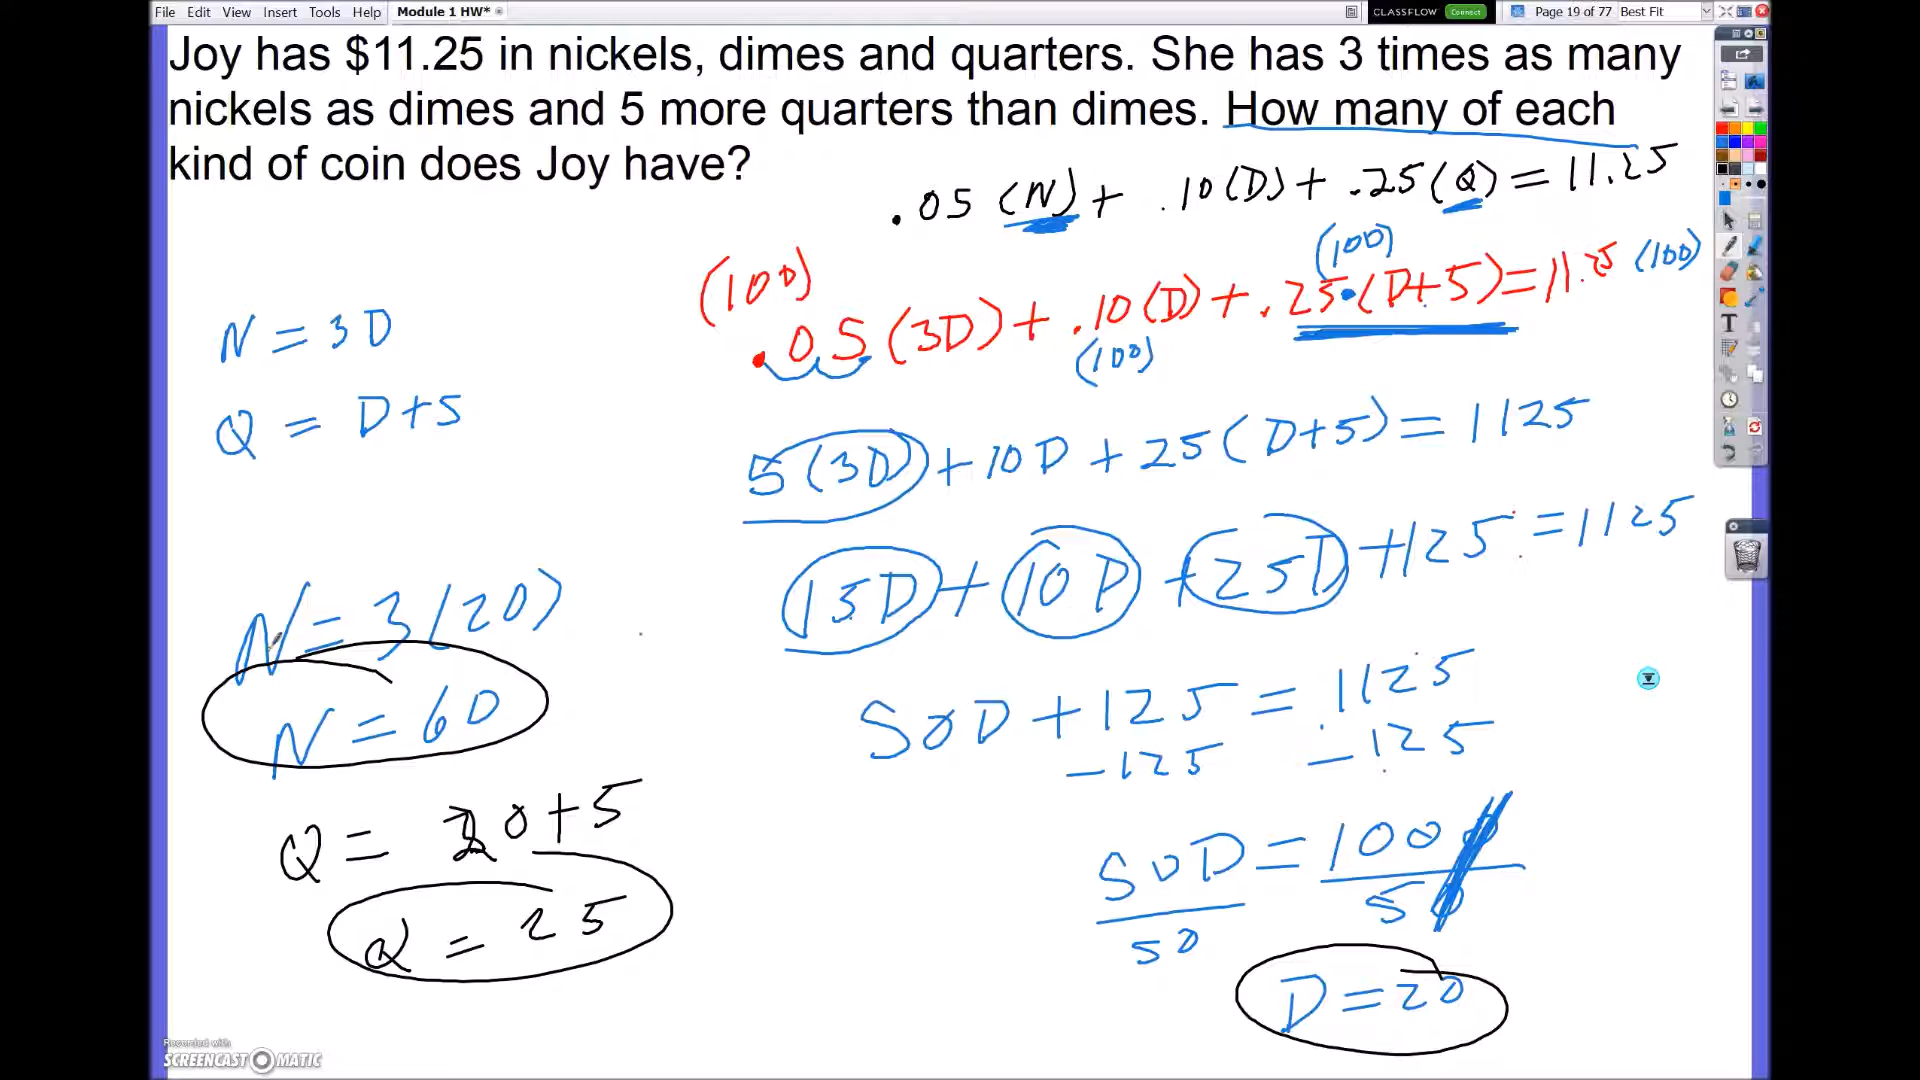 File Edit View Insert Tools Help Module 1 HW*
CLASSFLOW Connect Page 19 of 77 Best Fit
Joy has $11.25 in nickels, dimes and quarters. She has 3 times as many
nickels as dimes and 5 more quarters than dimes. How many of each
kind of coin does Joy have?
.05 (N) + .10(D) + .25(Q) = 11.25
(100) (100) (100)
.05(3D) + .10(D) + .25·(D+5) = 11.25
(100)
N = 3D
Q = D+5
5(3D) + 10D + 25(D+5) = 1125
15D + 10D + 25D + 125 = 1125
N = 3(20)
N = 60
50D + 125 = 1125
-125 -125
Q = 20+5
Q = 25
50D = 1000
50 50
D = 20
T
Recorded with
SCREENCAST MATIC